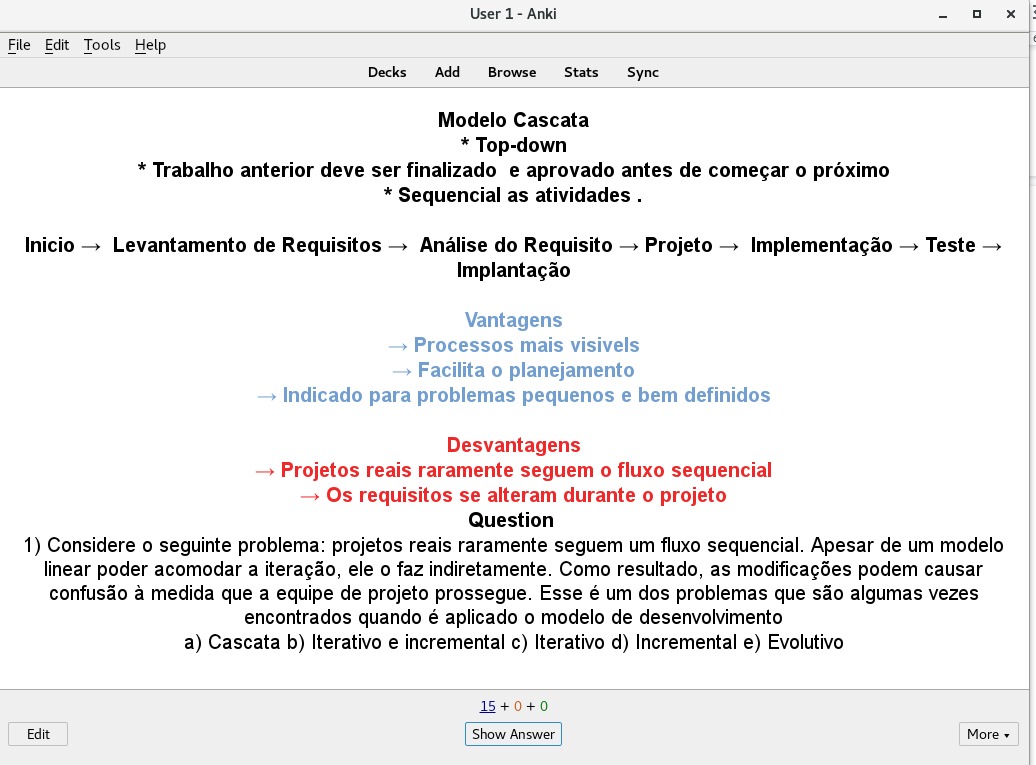 User 1 - Anki
File Edit Tools Help
Decks Add Browse Stats Sync
Modelo Cascata
* Top-down
* Trabalho anterior deve ser finalizado e aprovado antes de começar o próximo
* Sequencial as atividades .
Inicio → Levantamento de Requisitos → Análise do Requisito → Projeto → Implementação → Teste →
Implantação
Vantagens
→ Processos mais visivels
→ Facilita o planejamento
→ Indicado para problemas pequenos e bem definidos
Desvantagens
→ Projetos reais raramente seguem o fluxo sequencial
→ Os requisitos se alteram durante o projeto
Question
1) Considere o seguinte problema: projetos reais raramente seguem um fluxo sequencial. Apesar de um modelo
linear poder acomodar a iteração, ele o faz indiretamente. Como resultado, as modificações podem causar
confusão à medida que a equipe de projeto prossegue. Esse é um dos problemas que são algumas vezes
encontrados quando é aplicado o modelo de desenvolvimento
a) Cascata b) Iterativo e incremental c) Iterativo d) Incremental e) Evolutivo
15 + 0 + 0
Edit Show Answer More